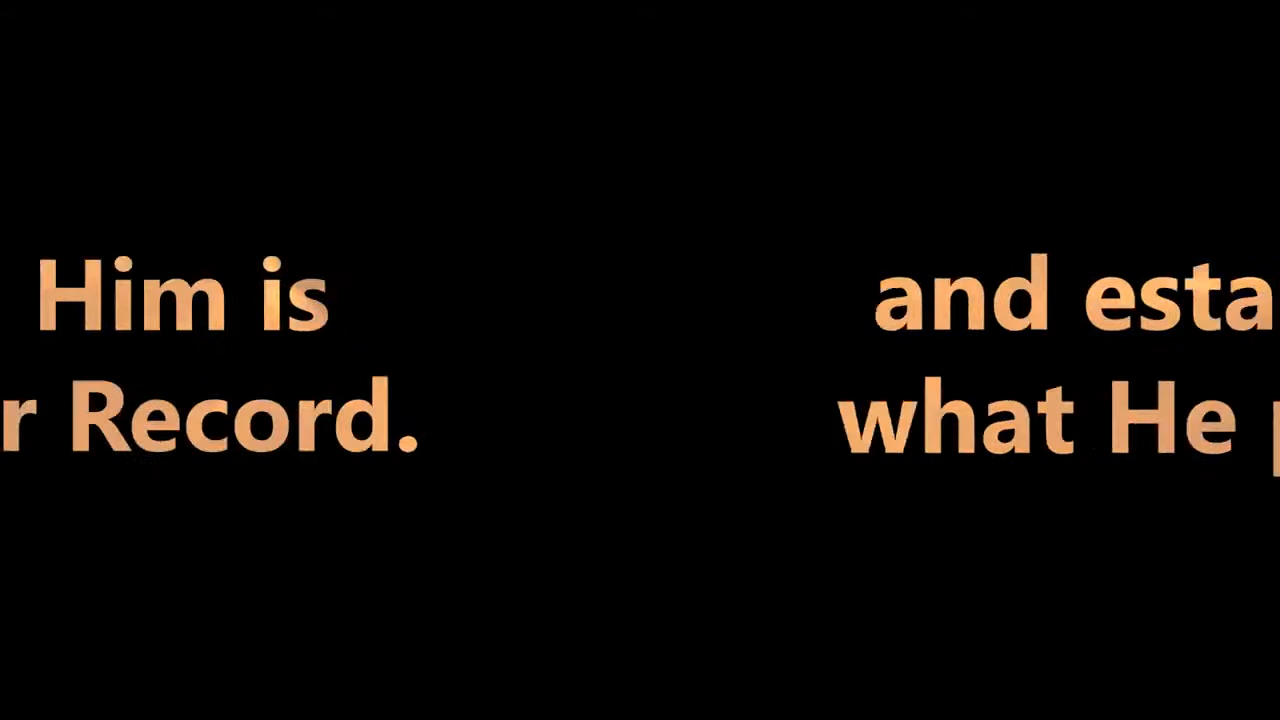 Him is
r Record.
and esta
what He